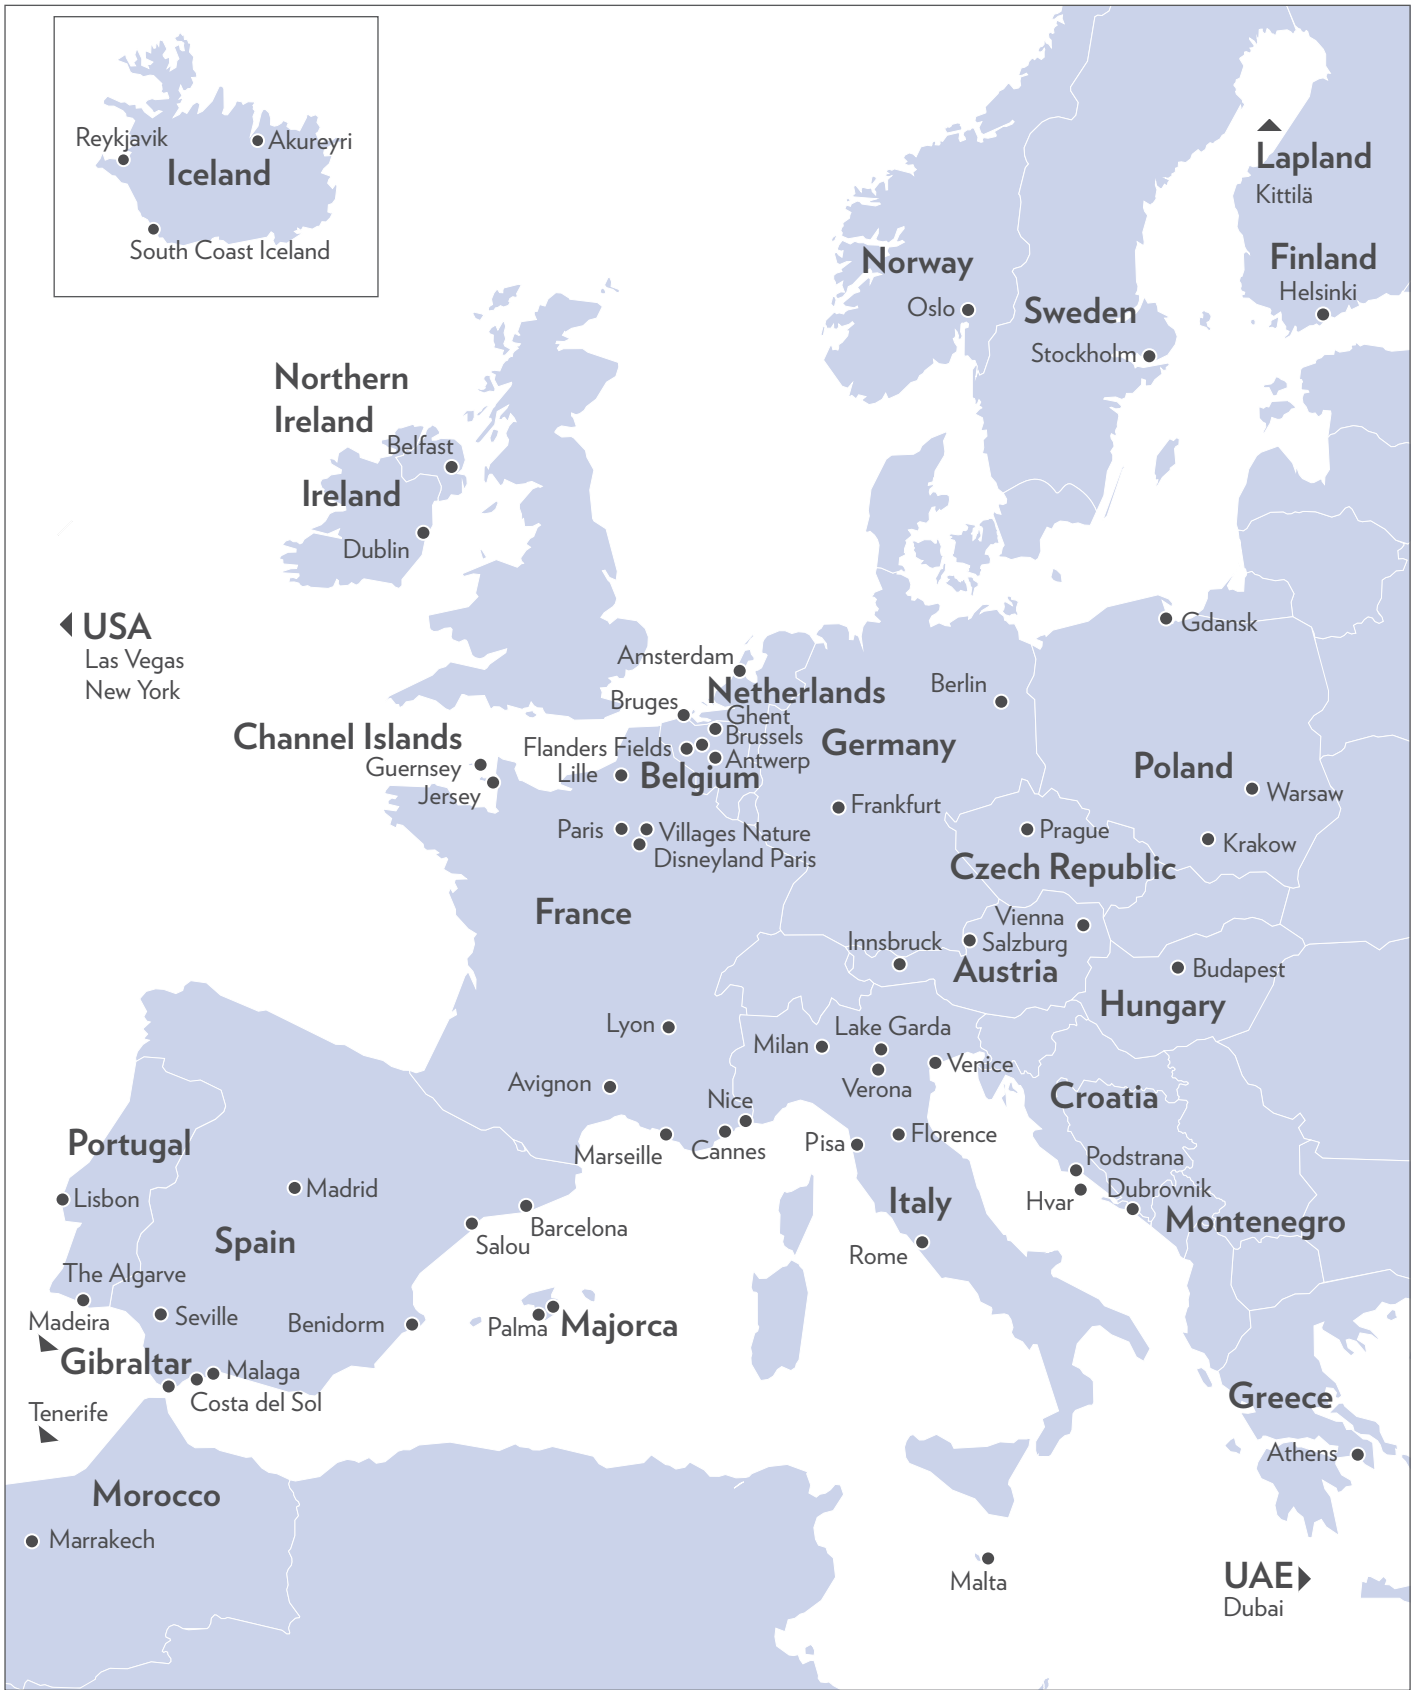 Reykjavik
Akureyri
Iceland
South Coast Iceland
Lapland
Kittilä
Norway
Finland
Helsinki
Oslo
Sweden
Stockholm
Northern
Ireland
Belfast
Ireland
Dublin
USA
Las Vegas
New York
Gdansk
Amsterdam
Netherlands
Berlin
Bruges
Ghent
Channel Islands
Guernsey
Jersey
Flanders Fields
Brussels
Germany
Lille
Belgium
Antwerp
Poland
Warsaw
Frankfurt
Paris
Villages Nature
Disneyland Paris
Prague
Krakow
Czech Republic
France
Vienna
Innsbruck
Salzburg
Austria
Budapest
Hungary
Lyon
Milan
Lake Garda
Venice
Avignon
Verona
Croatia
Nice
Portugal
Marseille
Cannes
Pisa
Florence
Podstrana
Lisbon
Madrid
Hvar
Dubrovnik
Italy
Montenegro
Barcelona
Salou
Spain
Rome
The Algarve
Madeira
Seville
Benidorm
Palma
Majorca
Gibraltar
Malaga
Costa del Sol
Greece
Tenerife
Athens
Morocco
Marrakech
Malta
UAE
Dubai